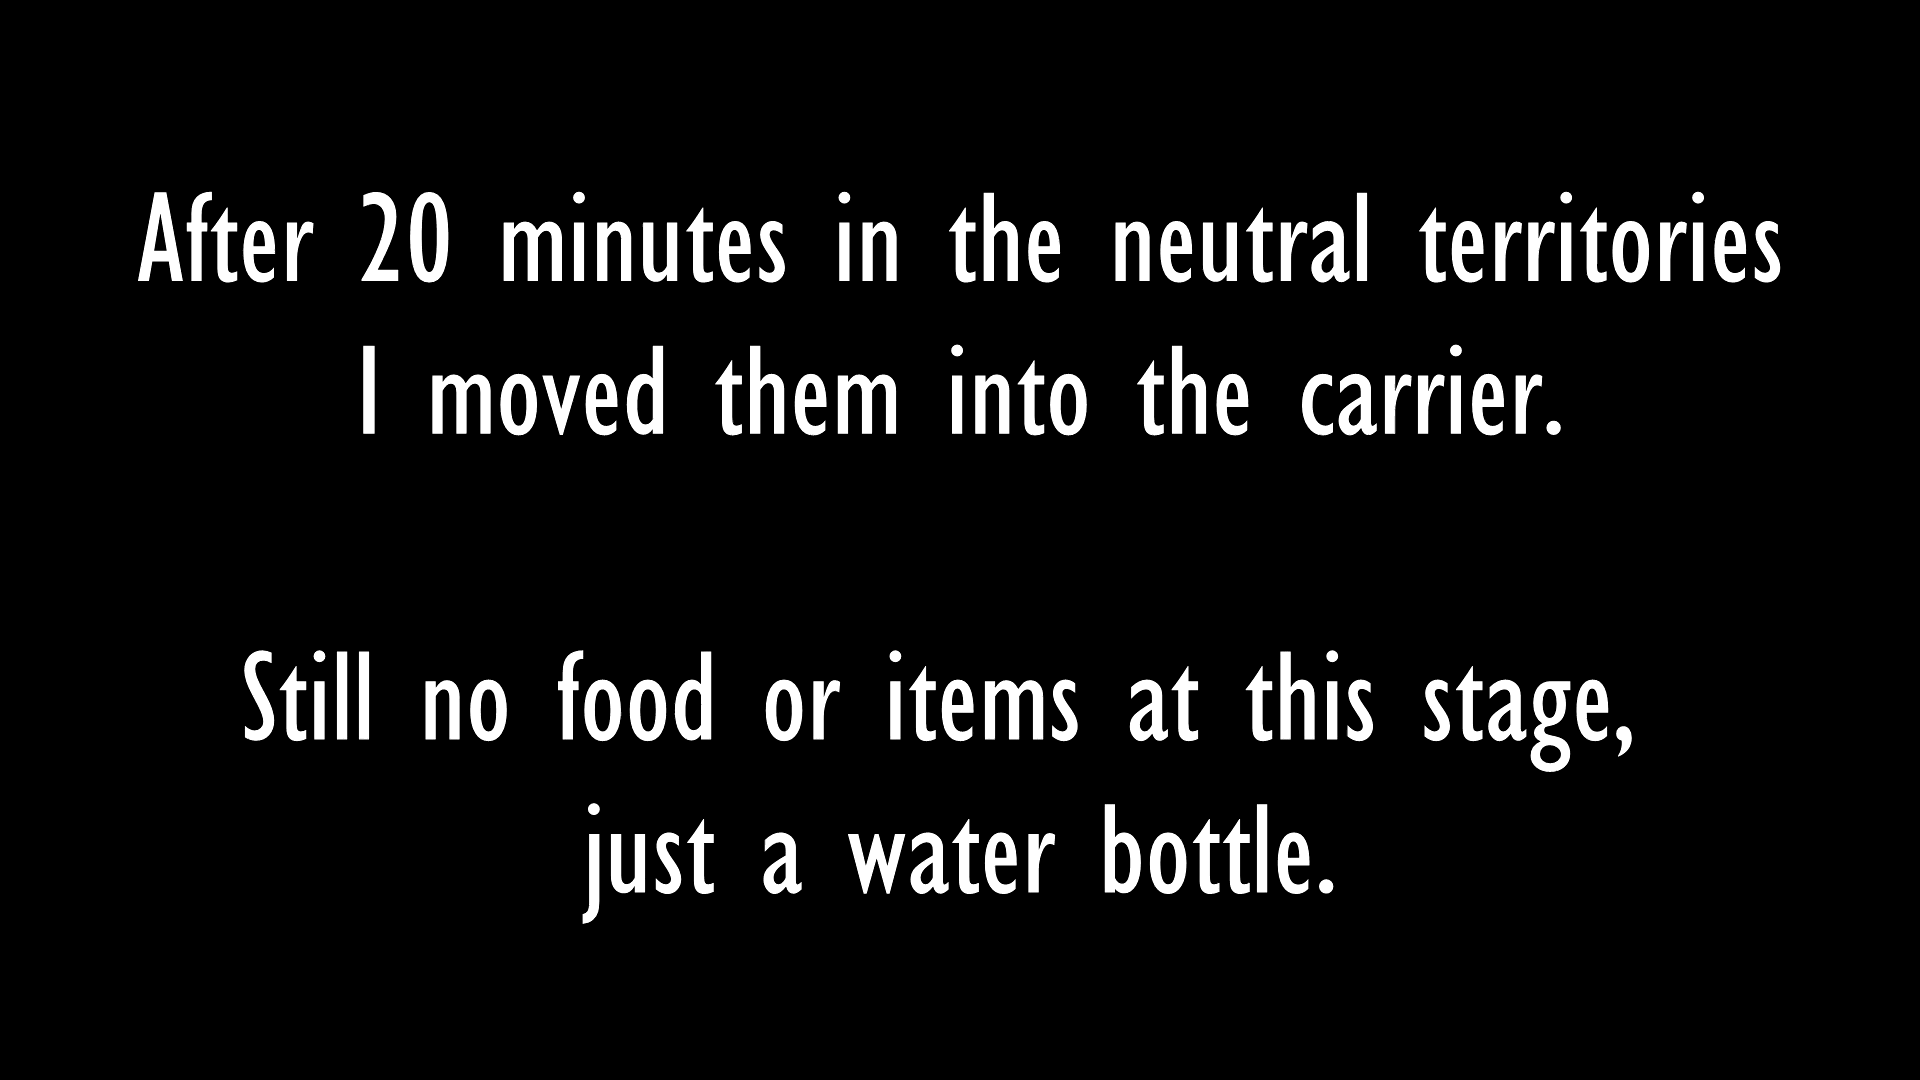 After 20 minutes in the neutral territories
I moved them into the carrier.
Still no food or items at this stage,
just a water bottle.